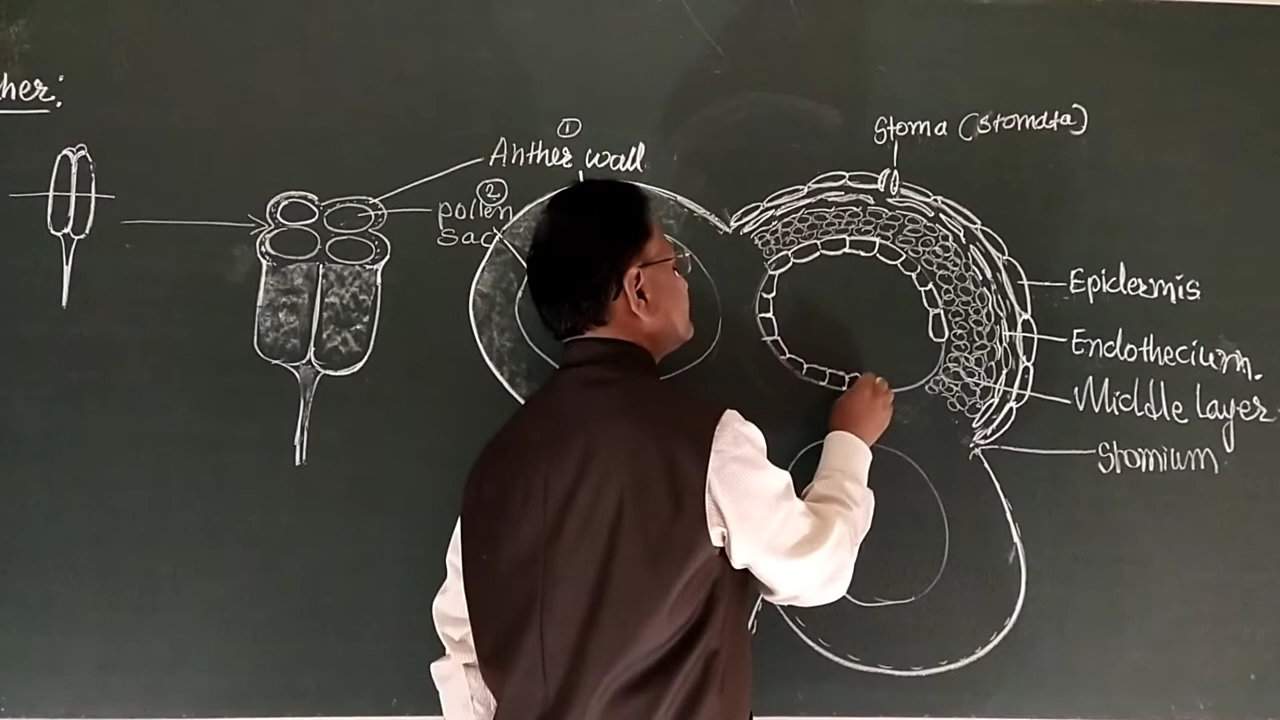 her:
①
Anther wall
②
pollen
sac
Stoma (Stomata)
Epidermis
Endothecium.
Middle Layer
Stomium